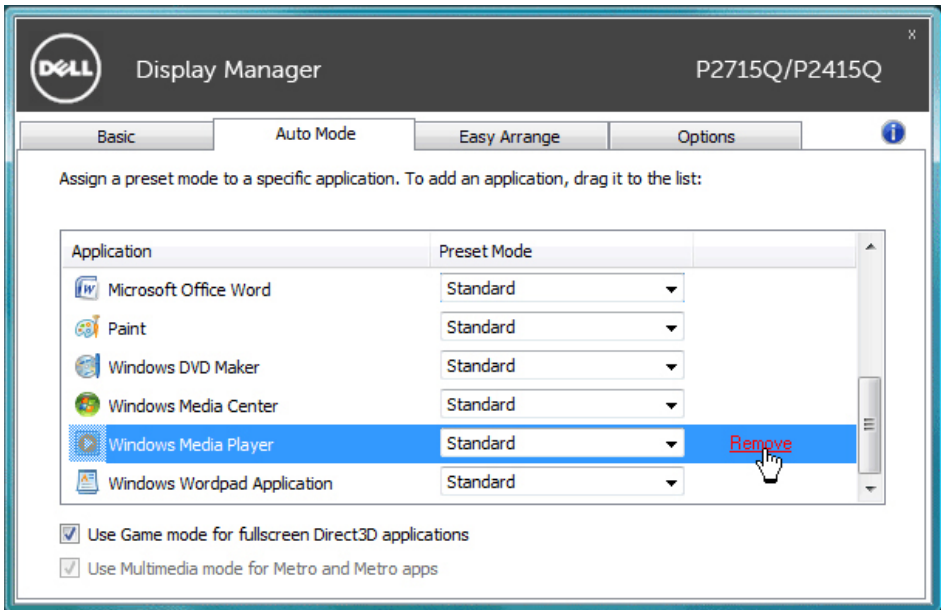 DELL Display Manager P2715Q/P2415Q x
Basic Auto Mode Easy Arrange Options i
Assign a preset mode to a specific application. To add an application, drag it to the list:
Application Preset Mode
Microsoft Office Word Standard
Paint Standard
Windows DVD Maker Standard
Windows Media Center Standard
Windows Media Player Standard Remove
Windows Wordpad Application Standard
Use Game mode for fullscreen Direct3D applications
Use Multimedia mode for Metro and Metro apps